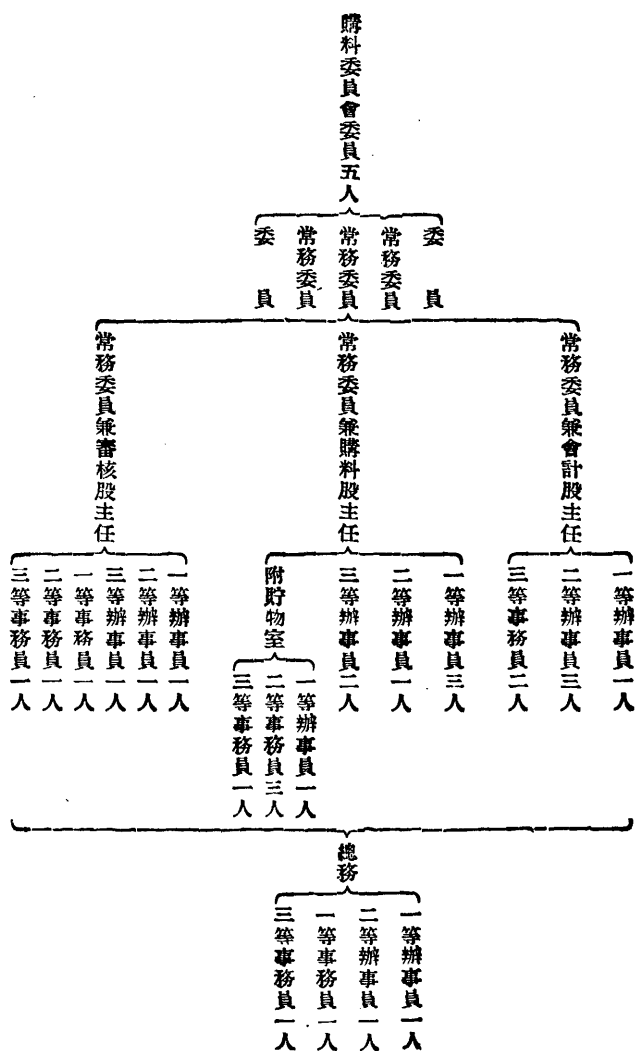 購料委員會委員五人
委員
常務委員
常務委員
常務委員
委員
常務委員兼會計股主任
一等辦事員一人
二等辦事員三人
三等事務員二人
常務委員兼購料股主任
一等辦事員三人
二等辦事員一人
三等辦事員二人
附貯物室
一等辦事員一人
二等事務員三人
三等事務員一人
常務委員兼審核股主任
一等辦事員一人
二等辦事員一人
三等辦事員一人
一等事務員一人
二等事務員一人
三等事務員一人
總務
一等辦事員一人
二等辦事員一人
一等事務員一人
三等事務員一人